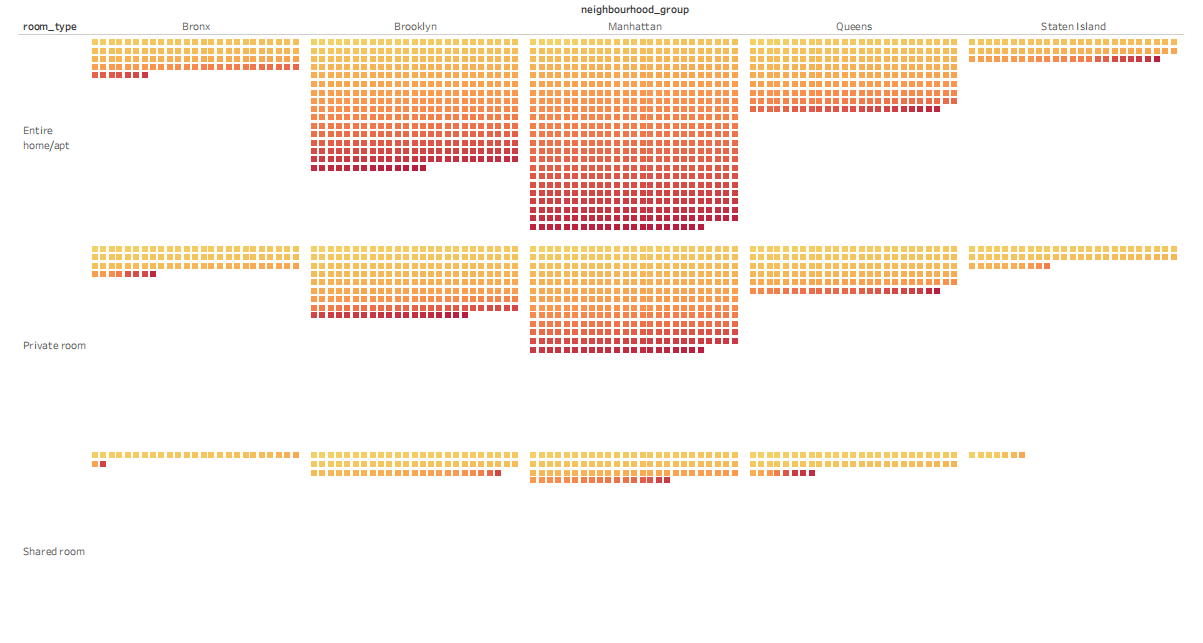 neighbourhood_group
room_type Bronx Brooklyn Manhattan Queens Staten Island
Entire
home/apt
Private room
Shared room